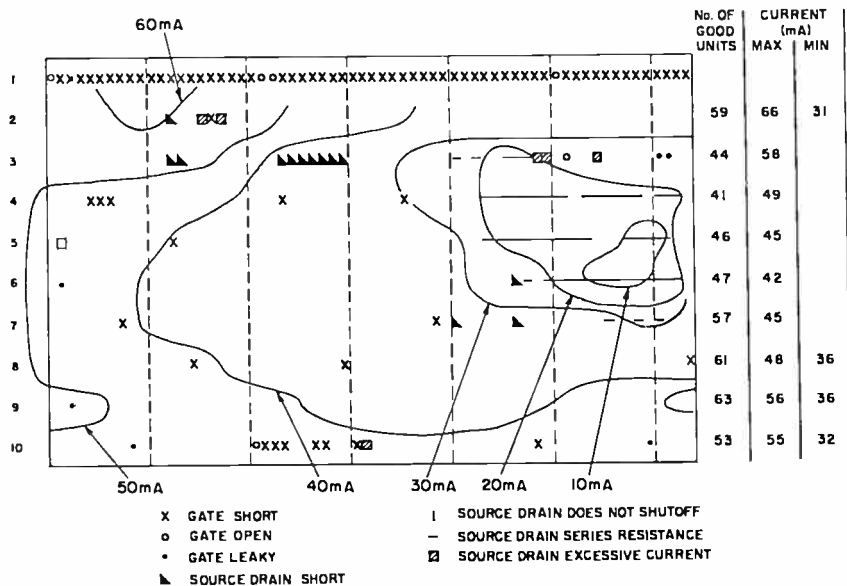 60mA
No. OF GOOD UNITS
CURRENT (mA)
MAX MIN
1
2 59 66 31
3 44 58
4 41 49
5 46 45
6 47 42
7 57 45
8 61 48 36
9 63 56 36
10 53 55 32
50mA 40mA 30mA 20mA 10mA
X GATE SHORT
o GATE OPEN
• GATE LEAKY
◣ SOURCE DRAIN SHORT
| SOURCE DRAIN DOES NOT SHUTOFF
— SOURCE DRAIN SERIES RESISTANCE
▨ SOURCE DRAIN EXCESSIVE CURRENT